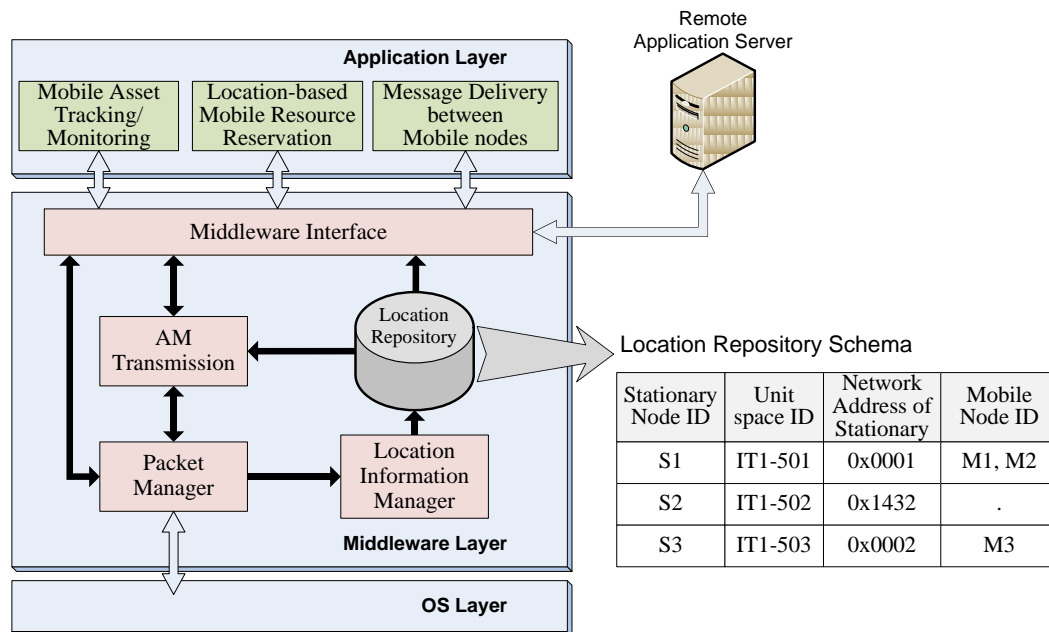 Remote
Application Server
Application Layer
Mobile Asset
Tracking/
Monitoring
Location-based
Mobile Resource
Reservation
Message Delivery
between
Mobile nodes
Middleware Interface
AM
Transmission
Location
Repository
Packet
Manager
Location
Information
Manager
Middleware Layer
OS Layer
Location Repository Schema
Stationary
Node ID
Unit
space ID
Network
Address of
Stationary
Mobile
Node ID
S1 IT1-501 0x0001 M1, M2
S2 IT1-502 0x1432 .
S3 IT1-503 0x0002 M3